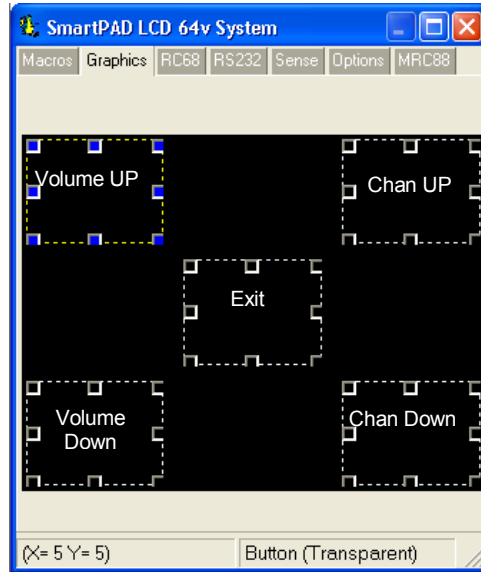 SmartPAD LCD 64v System
Macros Graphics RC68 RS232 Sense Options MRC88
Volume UP
Chan UP
Exit
Volume
Down
Chan Down
(X= 5 Y= 5)
Button (Transparent)